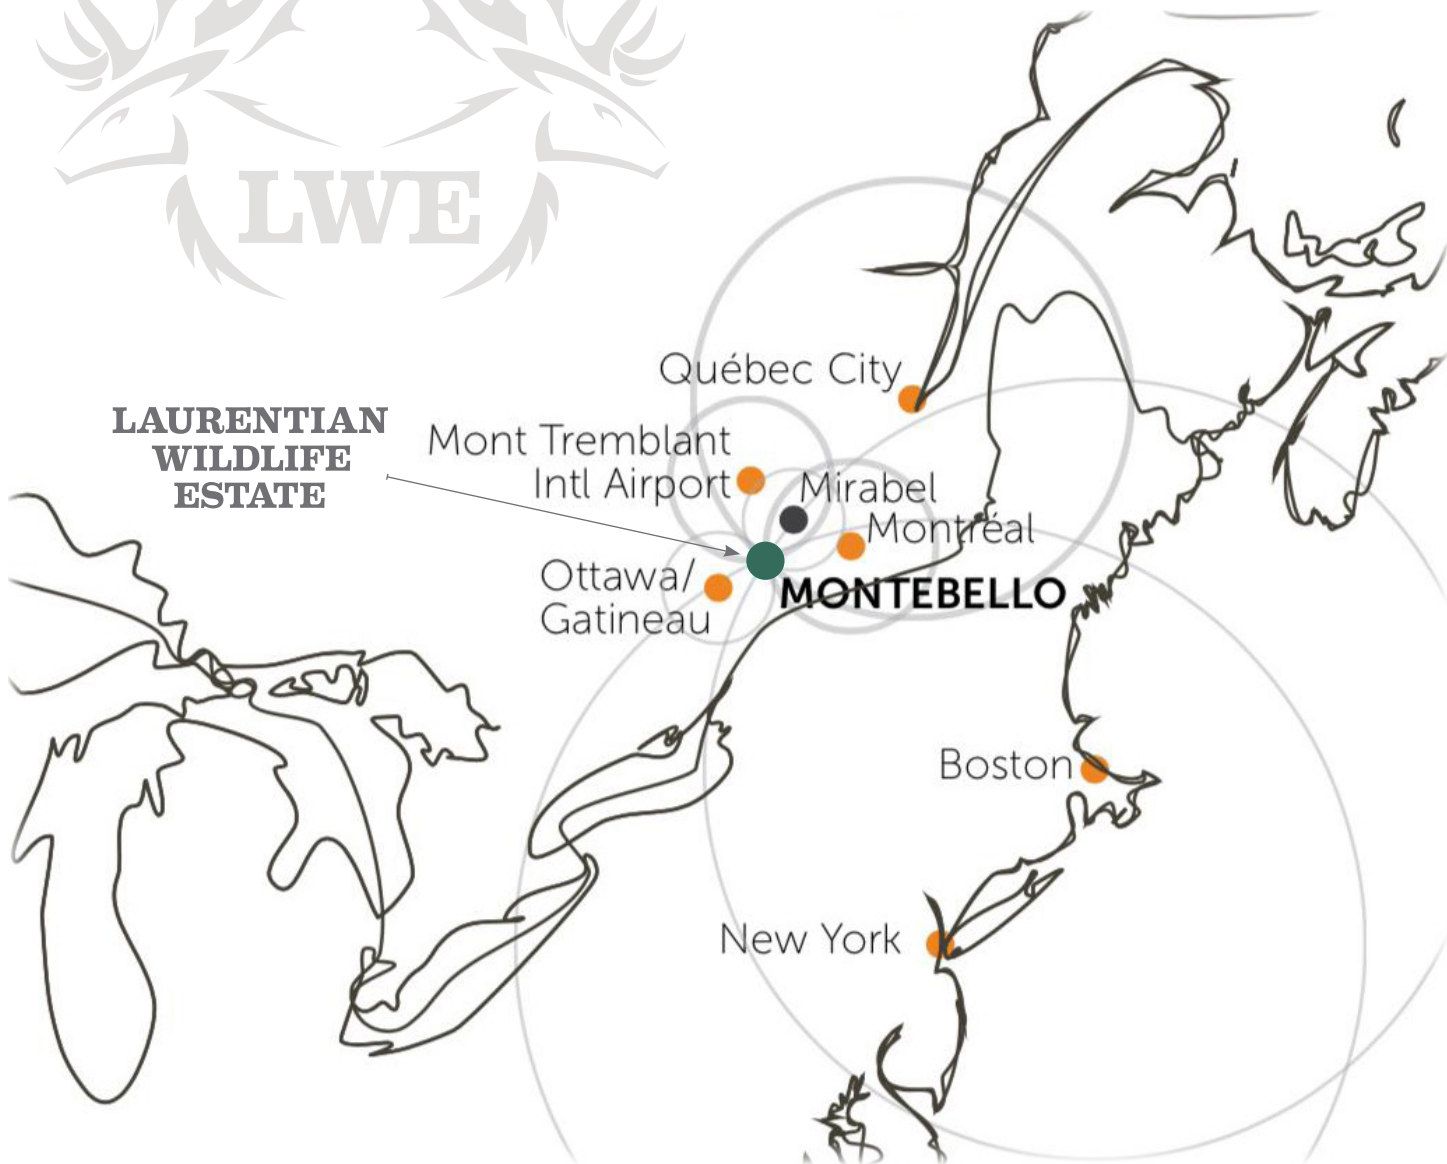 LWE
Québec City
LAURENTIAN
WILDLIFE
ESTATE
Mont Tremblant
Intl Airport
Mirabel
Montréal
Ottawa/
Gatineau
MONTEBELLO
Boston
New York